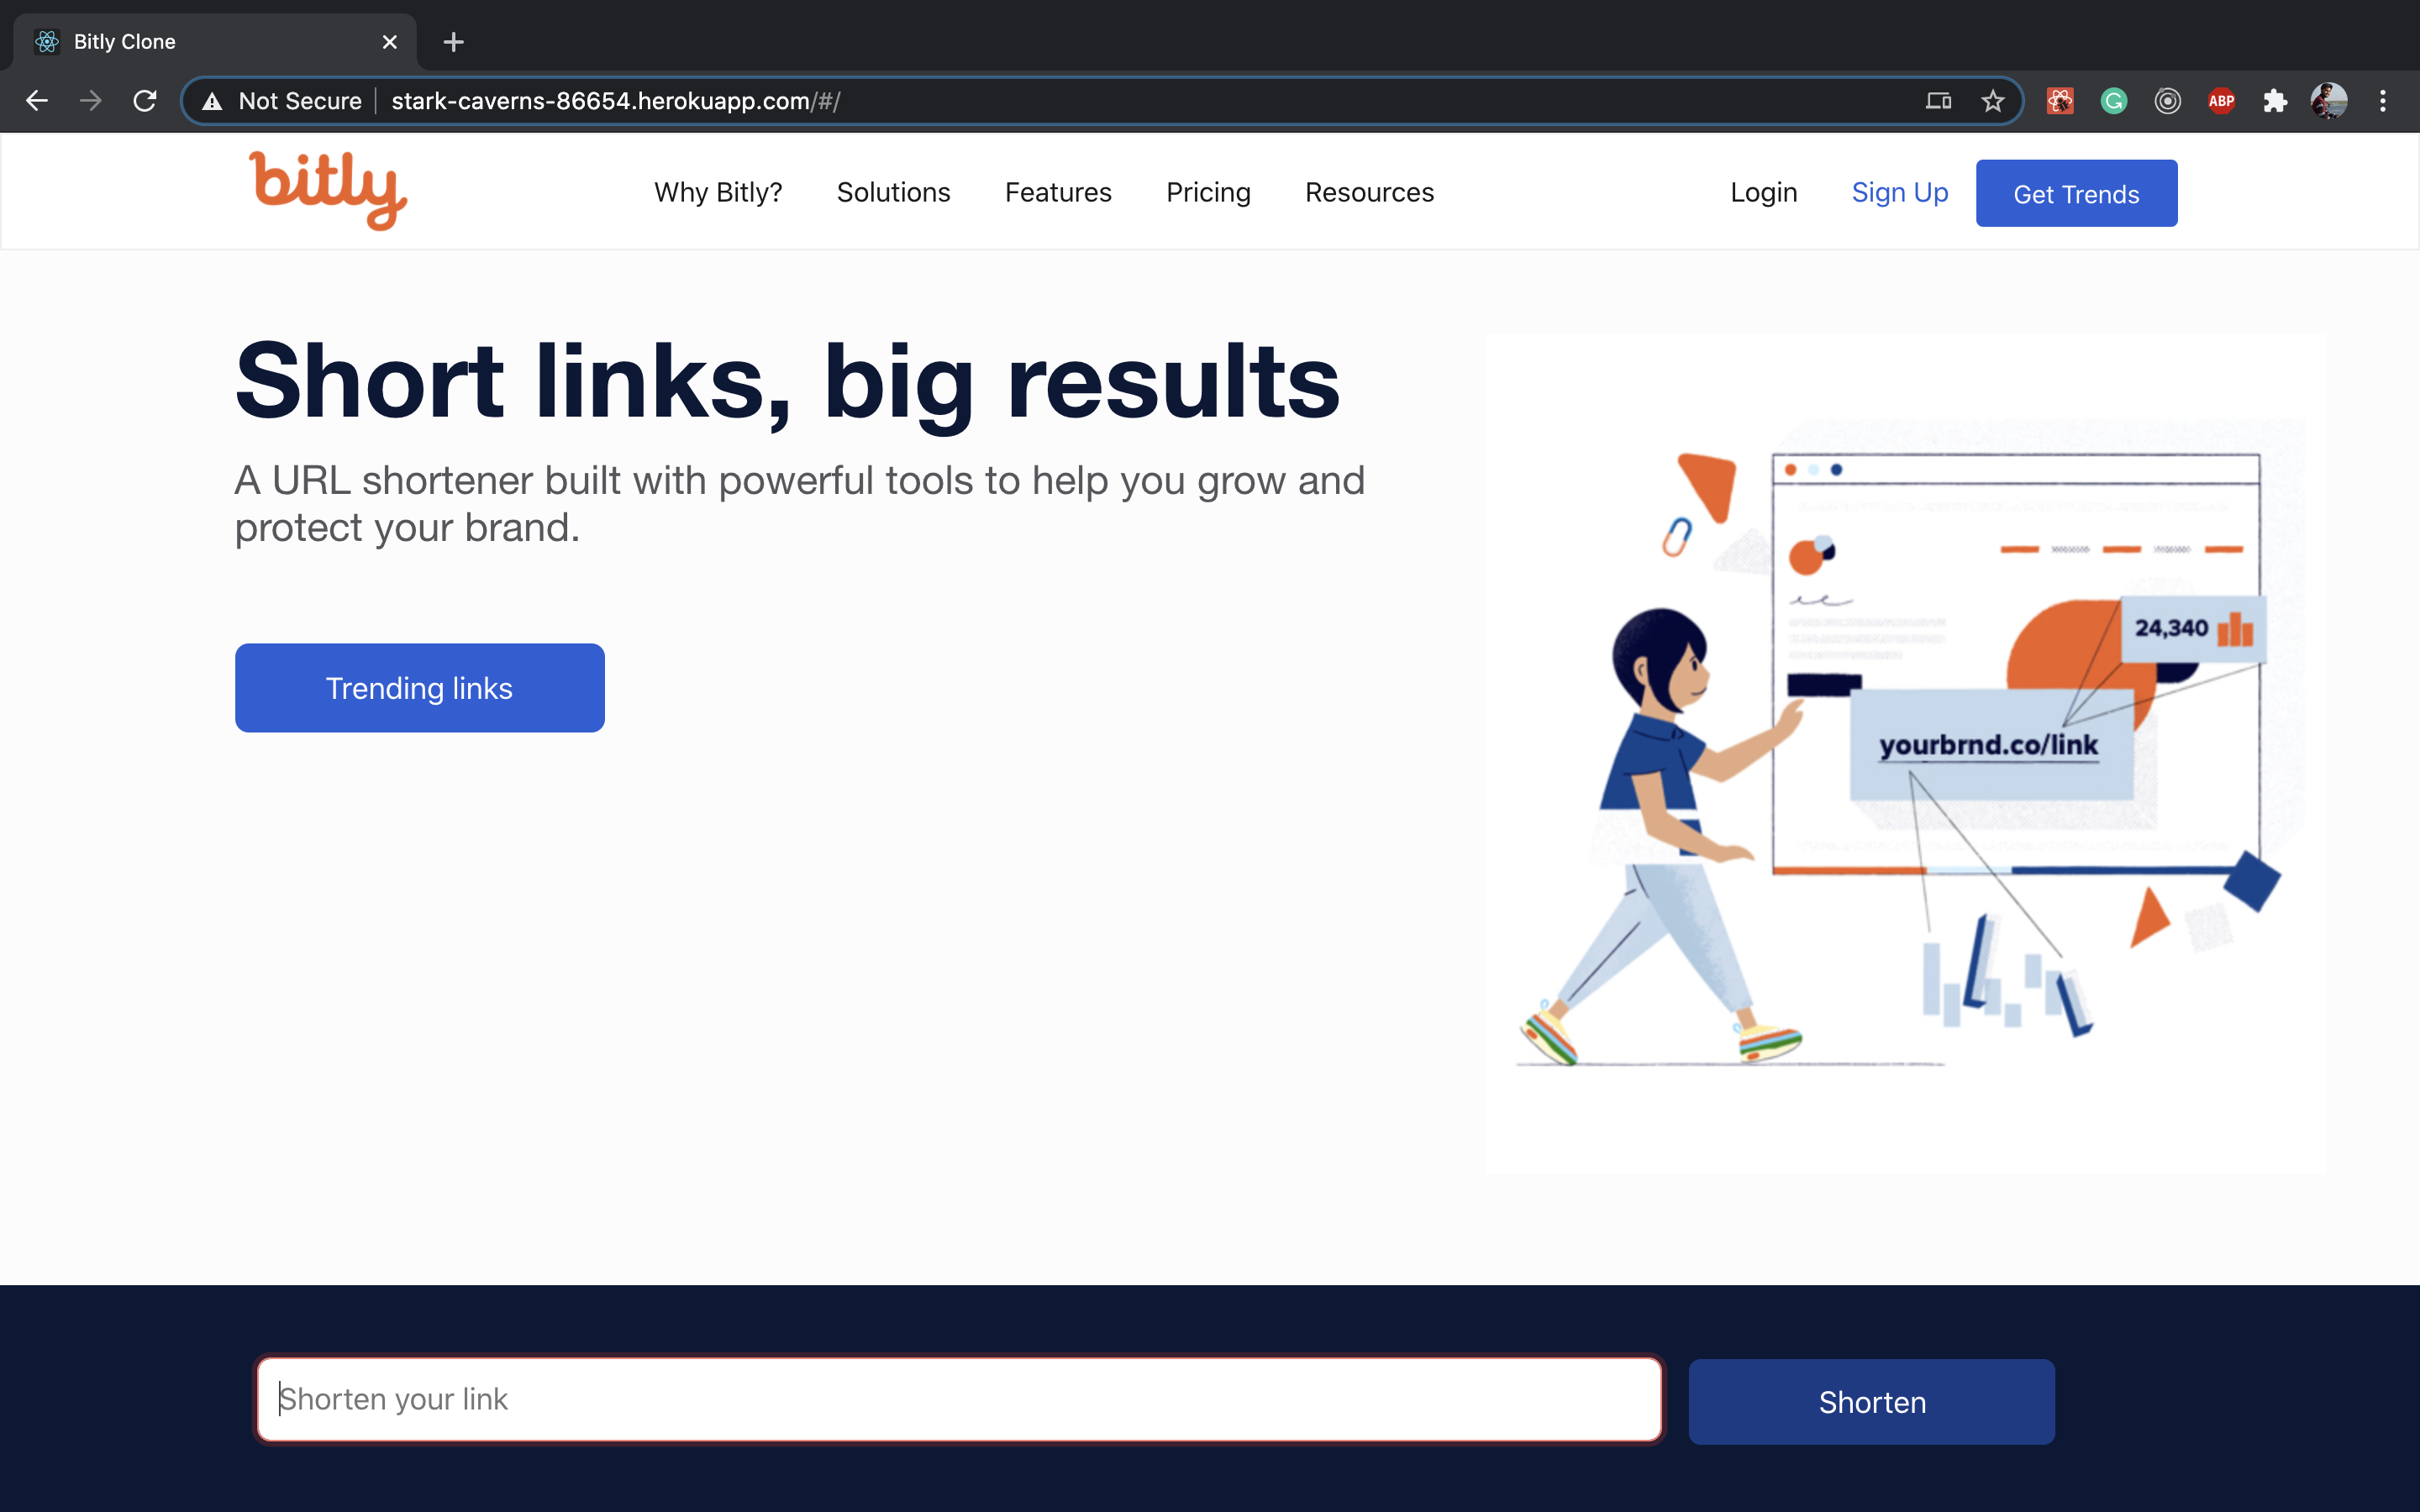 Bitly Clone
Not Secure stark-caverns-86654.herokuapp.com/#/
ABP
bitly
Why Bitly? Solutions Features Pricing Resources Login Sign Up Get Trends
Short links, big results
A URL shortener built with powerful tools to help you grow and
protect your brand.
Trending links
24,340
yourbrnd.co/link
Shorten your link
Shorten